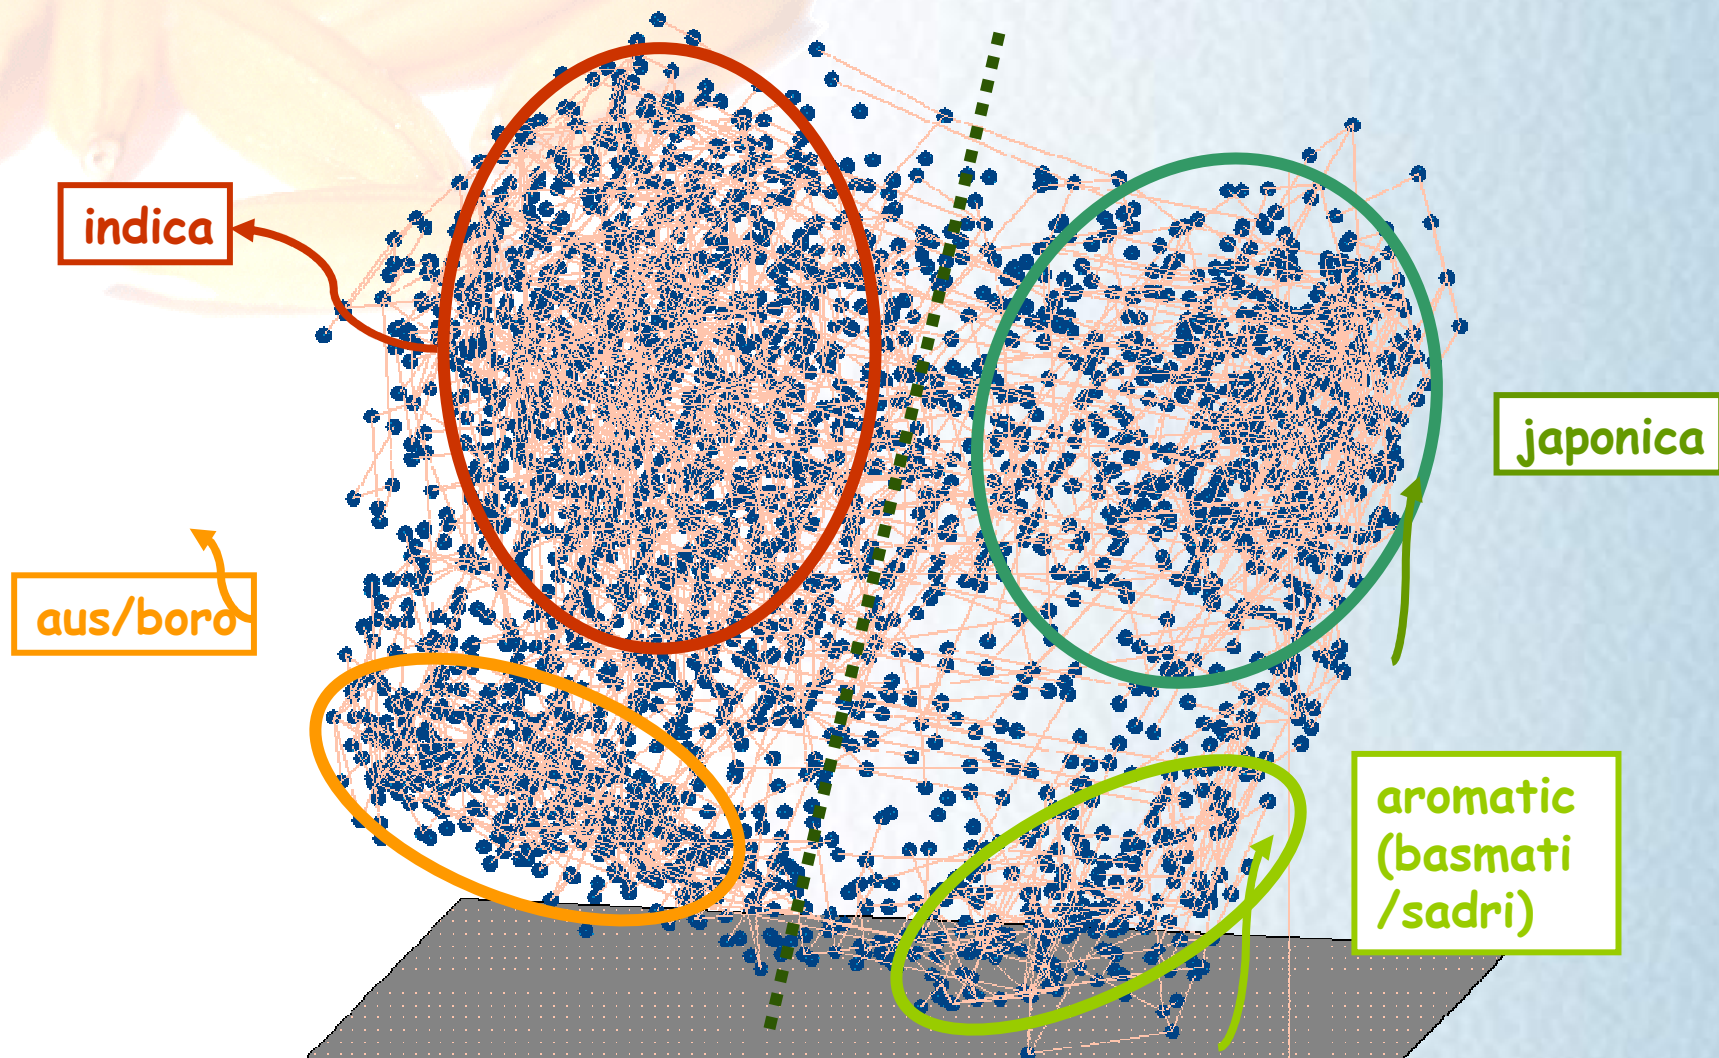 indica
japonica
aus/boro
aromatic
(basmati
/sadri)